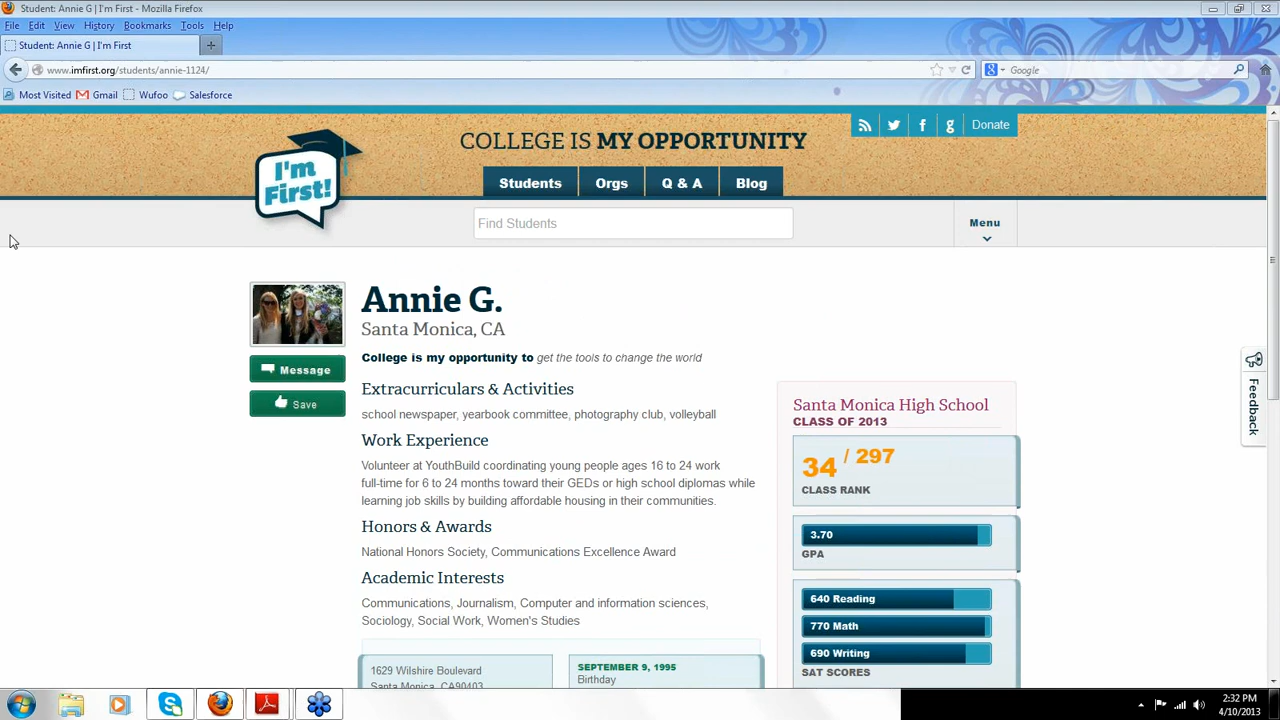 Student: Annie G | I'm First - Mozilla Firefox
File Edit View History Bookmarks Tools Help
Student: Annie G | I'm First
www.imfirst.org/students/annie-1124/
Google
Most Visited Gmail Wufoo Salesforce
COLLEGE IS MY OPPORTUNITY
Donate
I'm First!
Students Orgs Q & A Blog
Find Students
Menu
Annie G.
Santa Monica, CA
College is my opportunity to get the tools to change the world
Message
Save
Extracurriculars & Activities
school newspaper, yearbook committee, photography club, volleyball
Work Experience
Volunteer at YouthBuild coordinating young people ages 16 to 24 work
full-time for 6 to 24 months toward their GEDs or high school diplomas while
learning job skills by building affordable housing in their communities.
Honors & Awards
National Honors Society, Communications Excellence Award
Academic Interests
Communications, Journalism, Computer and information sciences,
Sociology, Social Work, Women's Studies
1629 Wilshire Boulevard
Santa Monica, CA90403
SEPTEMBER 9, 1995
Birthday
Santa Monica High School
CLASS OF 2013
34 / 297
CLASS RANK
3.70
GPA
640 Reading
770 Math
690 Writing
SAT SCORES
Feedback
2:32 PM
4/10/2013